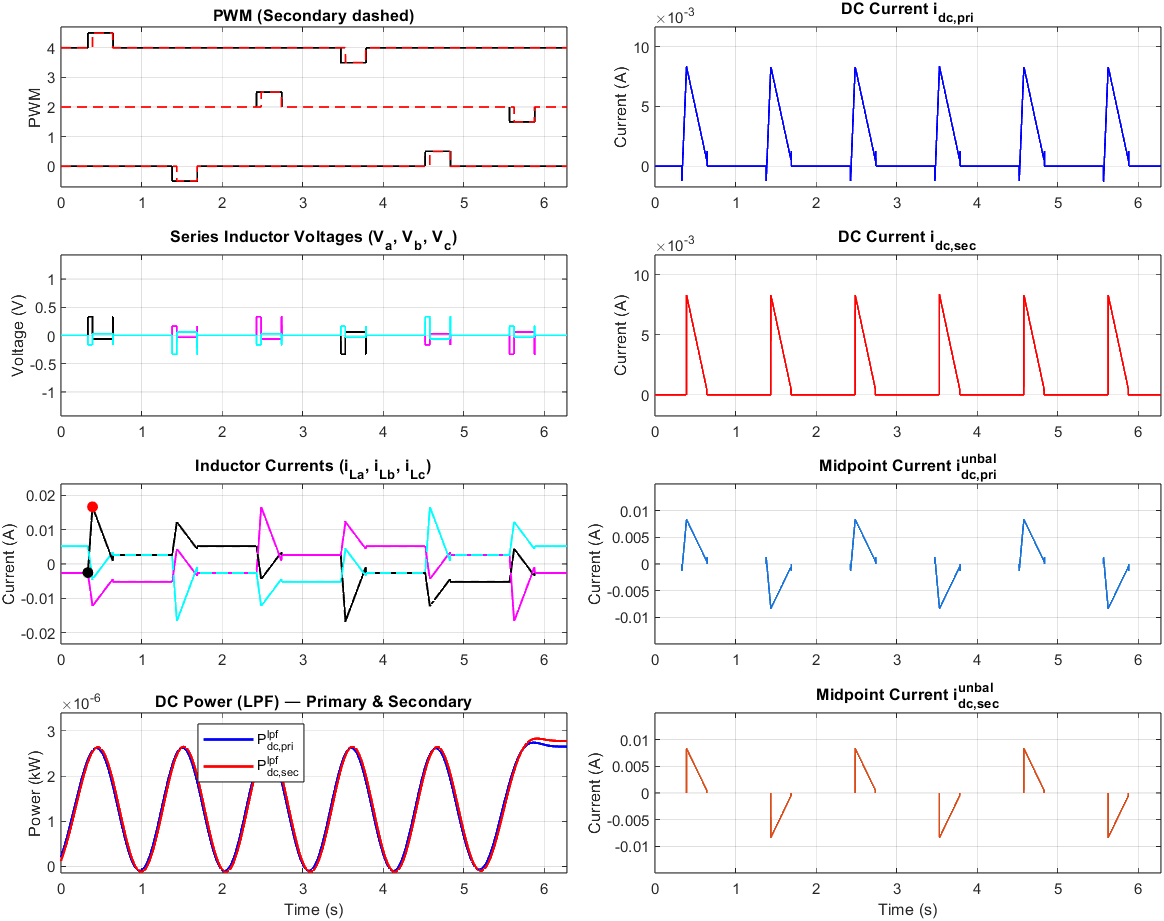 PWM (Secondary dashed)
PWM
4
3
2
1
0
0 1 2 3 4 5 6
DC Current i_dc,pri
×10^-3
Current (A)
10
5
0
0 1 2 3 4 5 6
Series Inductor Voltages (V_a, V_b, V_c)
Voltage (V)
1
0.5
0
-0.5
-1
0 1 2 3 4 5 6
DC Current i_dc,sec
×10^-3
Current (A)
10
5
0
0 1 2 3 4 5 6
Inductor Currents (i_La, i_Lb, i_Lc)
Current (A)
0.02
0.01
0
-0.01
-0.02
0 1 2 3 4 5 6
Midpoint Current i_dc,pri^unbal
Current (A)
0.01
0.005
0
-0.005
-0.01
0 1 2 3 4 5 6
DC Power (LPF) — Primary & Secondary
×10^-6
Power (kW)
3
2
1
0
P_dc,pri^lpf
P_dc,sec^lpf
0 1 2 3 4 5 6
Time (s)
Midpoint Current i_dc,sec^unbal
Current (A)
0.01
0.005
0
-0.005
-0.01
0 1 2 3 4 5 6
Time (s)